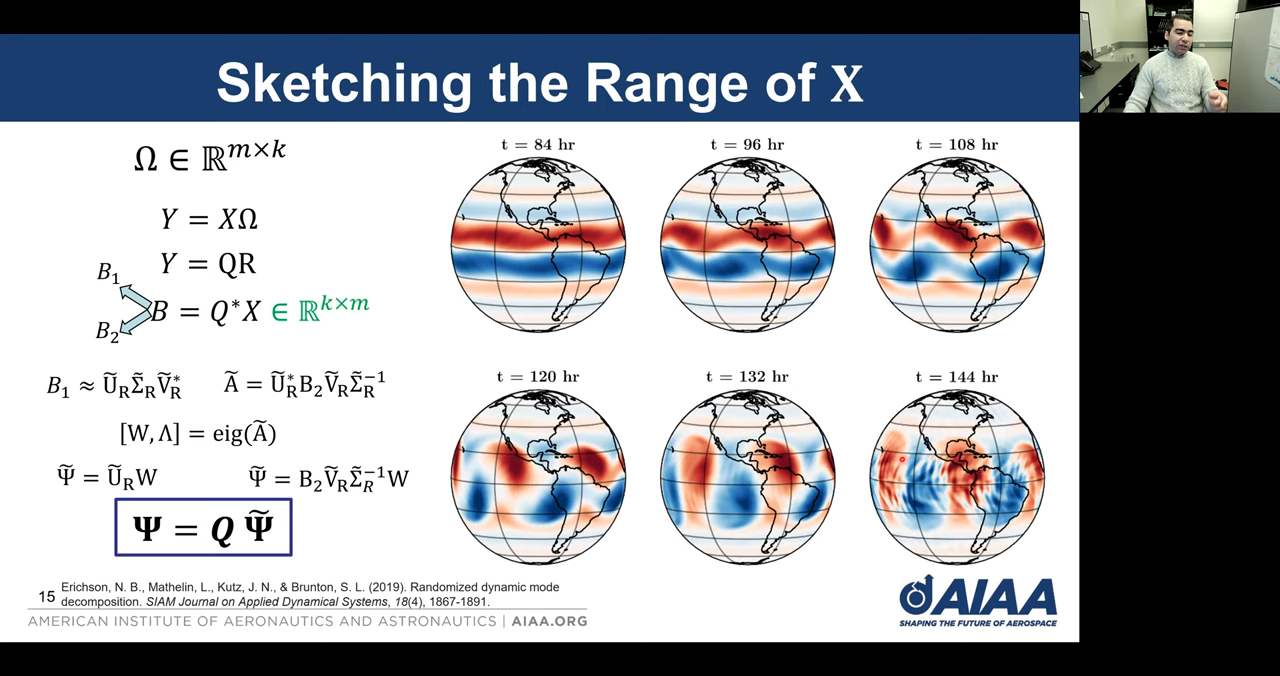 Sketching the Range of X
Ω ∈ ℝ^{m×k}
Y = XΩ
Y = QR
B₁
B = Q*X ∈ ℝ^{k×m}
B₂
B₁ ≈ Ũ_R Σ̃_R Ṽ_R^* Ã = Ũ_R^* B₂ Ṽ_R Σ̃_R^{-1}
[W, Λ] = eig(Ã)
Ψ̃ = Ũ_R W Ψ̃ = B₂ Ṽ_R Σ̃_R^{-1} W
Ψ = Q Ψ̃
t = 84 hr
t = 96 hr
t = 108 hr
t = 120 hr
t = 132 hr
t = 144 hr
15
Erichson, N. B., Mathelin, L., Kutz, J. N., & Brunton, S. L. (2019). Randomized dynamic mode
decomposition. SIAM Journal on Applied Dynamical Systems, 18(4), 1867-1891.
AMERICAN INSTITUTE OF AERONAUTICS AND ASTRONAUTICS | AIAA.ORG
AIAA
SHAPING THE FUTURE OF AEROSPACE